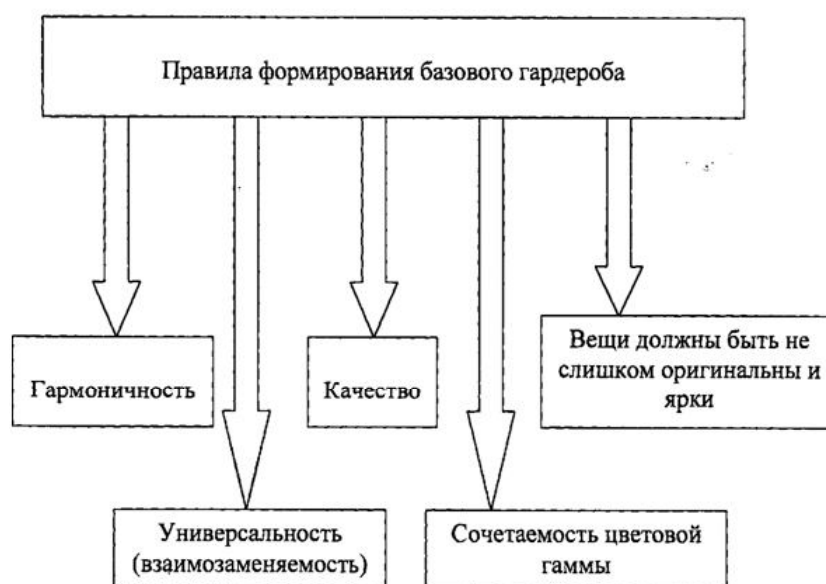 Правила формирования базового гардероба
Гармоничность
Качество
Вещи должны быть не
слишком оригинальны и
ярки
Универсальность
(взаимозаменяемость)
Сочетаемость цветовой
гаммы